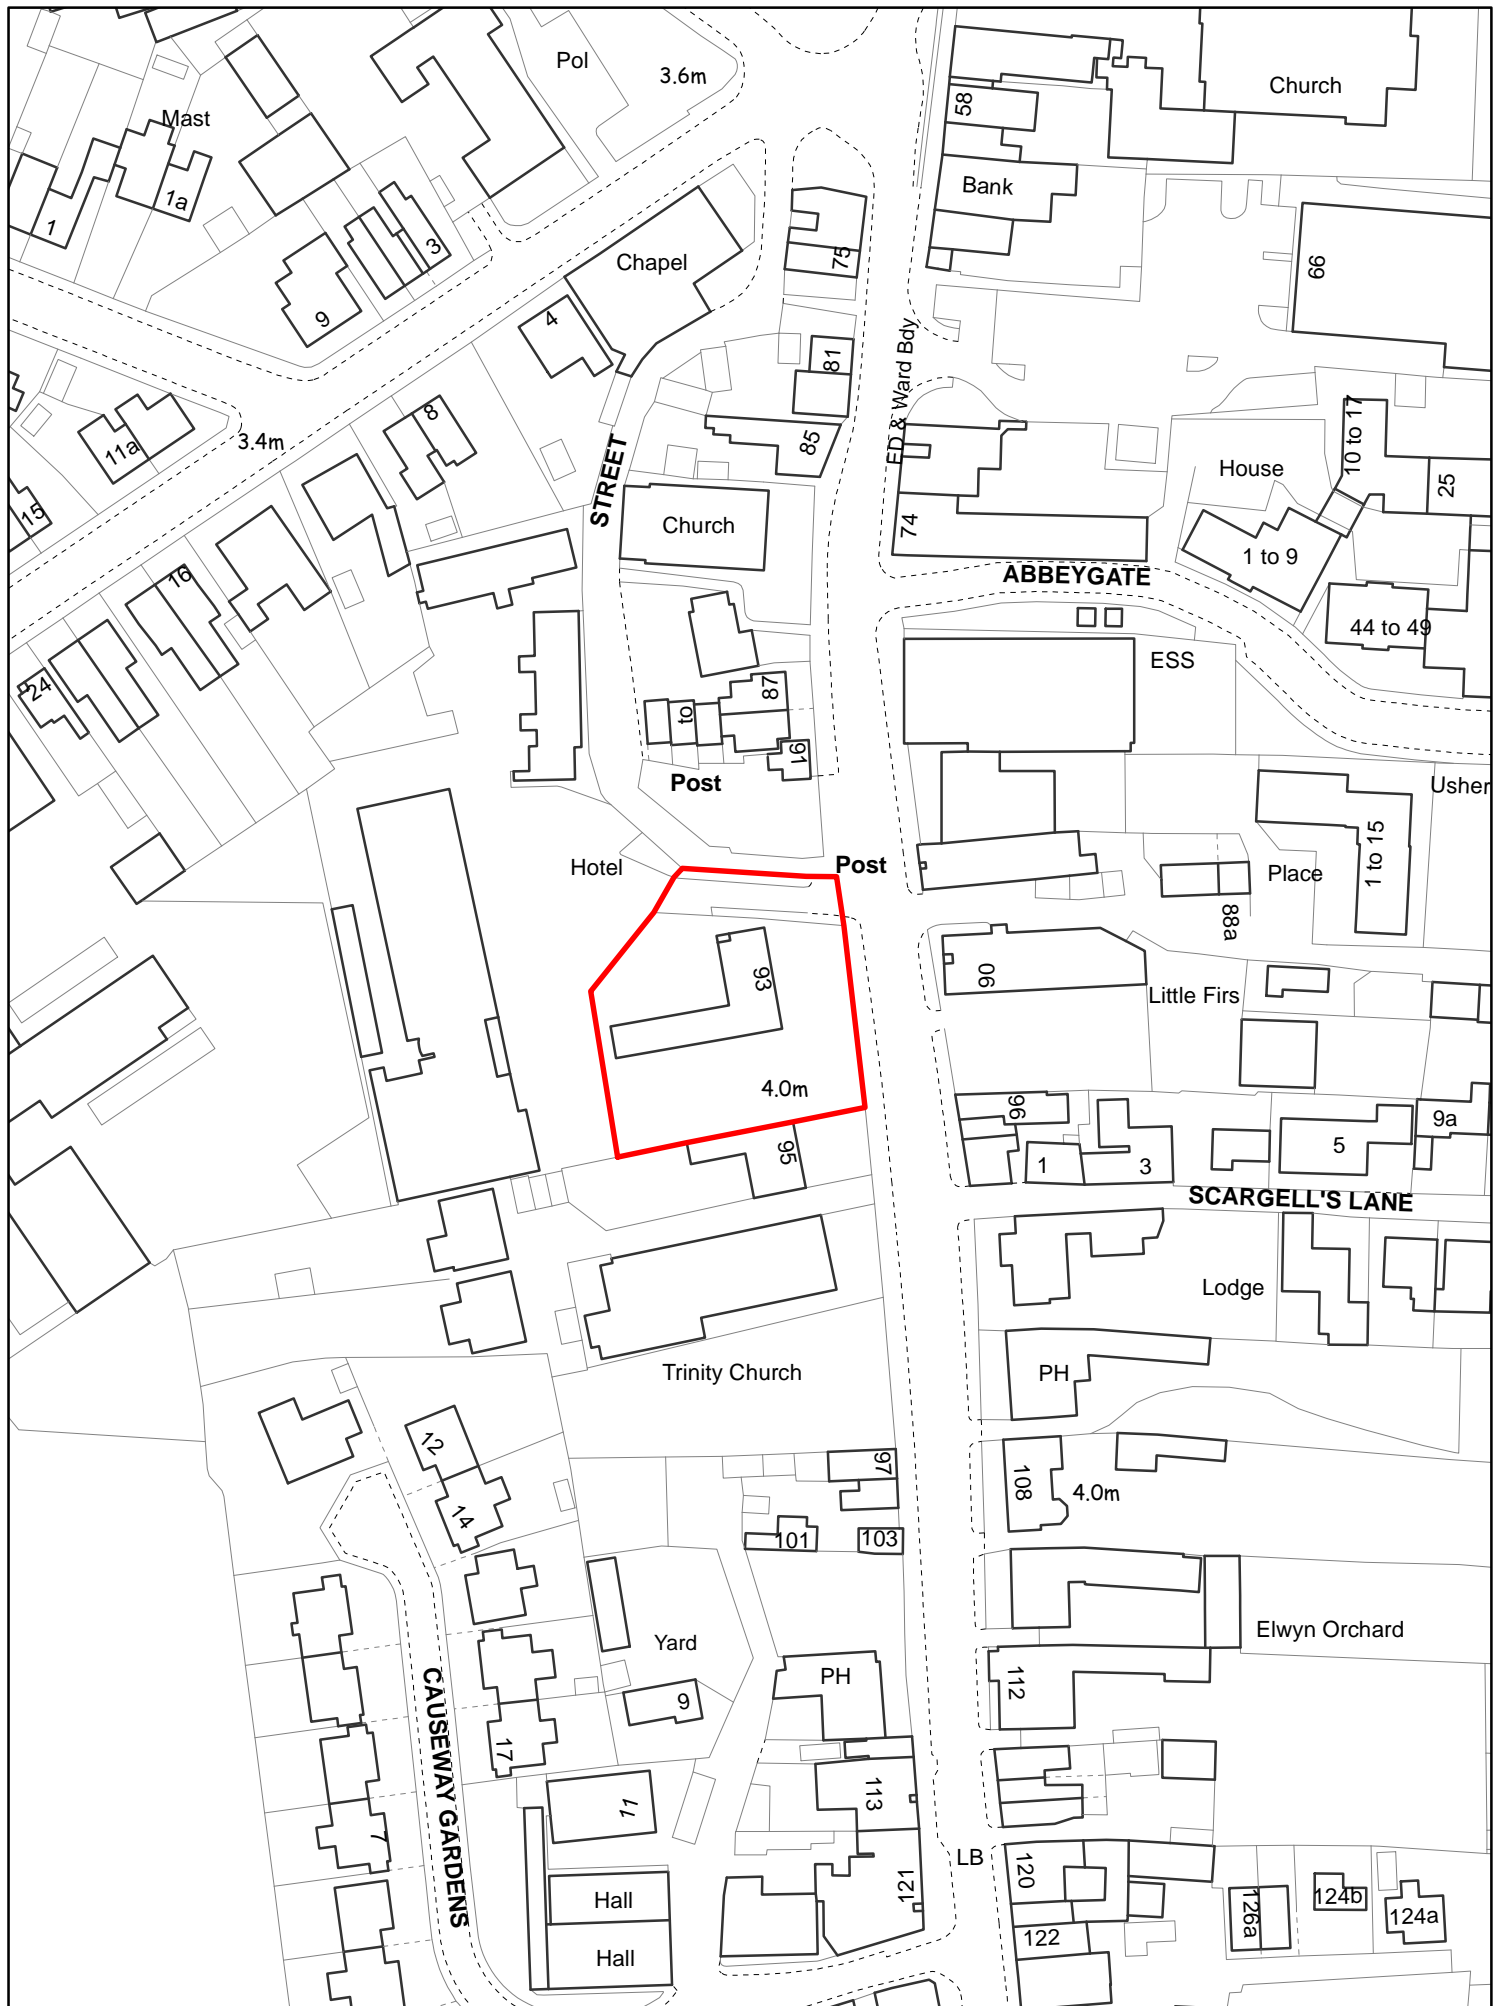 Pol
3.6m
Church
Mast
58
1a
1
Bank
3
Chapel
75
66
9
4
81
ED & Ward Bdy
8
10 to 17
11a
3.4m
85
House
25
STREET
15
Church
74
1 to 9
ABBEYGATE
16
44 to 49
ESS
24
87
to
91
Post
Usher
1 to 15
Hotel
Post
Place
88a
93
90
Little Firs
4.0m
96
9a
95
1
3
5
SCARGELL'S LANE
Lodge
Trinity Church
PH
12
97
14
108
4.0m
101
103
Elwyn Orchard
Yard
PH
CAUSEWAY GARDENS
112
9
17
11
113
7
LB
120
121
Hall
124b
126a
124a
Hall
122